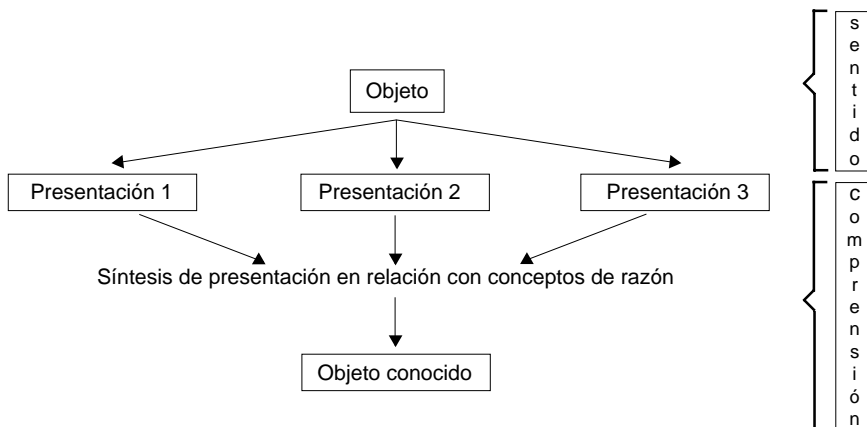 Objeto
Presentación 1
Presentación 2
Presentación 3
Síntesis de presentación en relación con conceptos de razón
Objeto conocido
sentido
comprensión